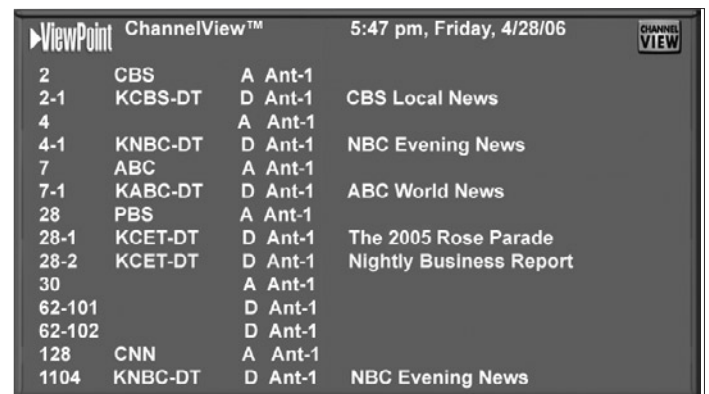 ViewPoint ChannelView™ 5:47 pm, Friday, 4/28/06 CHANNEL VIEW
2 CBS A Ant-1
2-1 KCBS-DT D Ant-1 CBS Local News
4 A Ant-1
4-1 KNBC-DT D Ant-1 NBC Evening News
7 ABC A Ant-1
7-1 KABC-DT D Ant-1 ABC World News
28 PBS A Ant-1
28-1 KCET-DT D Ant-1 The 2005 Rose Parade
28-2 KCET-DT D Ant-1 Nightly Business Report
30 A Ant-1
62-101 D Ant-1
62-102 D Ant-1
128 CNN A Ant-1
1104 KNBC-DT D Ant-1 NBC Evening News